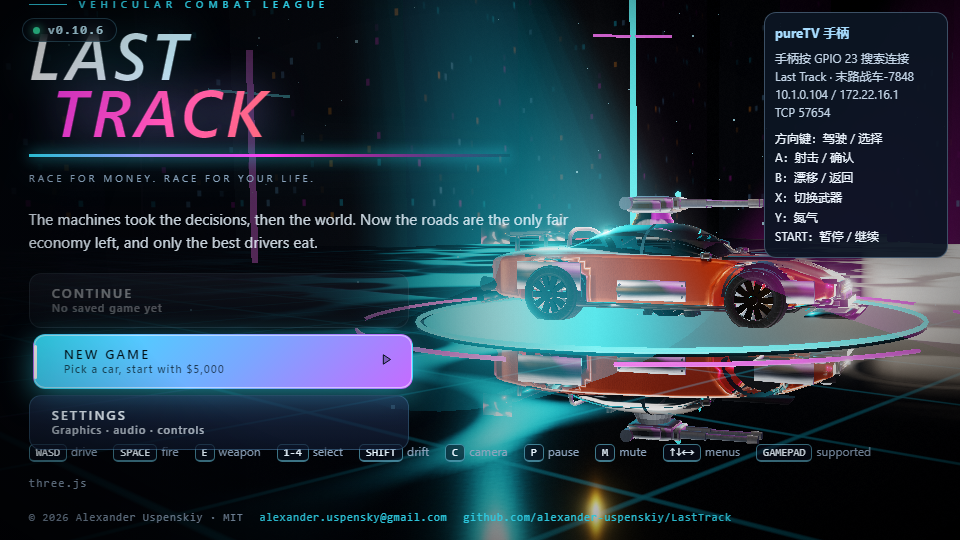 VEHICULAR COMBAT LEAGUE
v0.10.6
LAST
TRACK
RACE FOR MONEY. RACE FOR YOUR LIFE.
The machines took the decisions, then the world. Now the roads are the only fair
economy left, and only the best drivers eat.
CONTINUE
No saved game yet
NEW GAME
Pick a car, start with $5,000
SETTINGS
Graphics · audio · controls
WASD drive SPACE fire E weapon 1-4 select SHIFT drift C camera P pause M mute ↑↓←→ menus GAMEPAD supported
three.js
© 2026 Alexander Uspenskiy · MIT alexander.uspensky@gmail.com github.com/alexander-uspenskiy/LastTrack
pureTV 手柄
手柄按 GPIO 23 搜索连接
Last Track · 末路战车-7848
10.1.0.104 / 172.22.16.1
TCP 57654
方向键：驾驶 / 选择
A：射击 / 确认
B：漂移 / 返回
X：切换武器
Y：氮气
START：暂停 / 继续